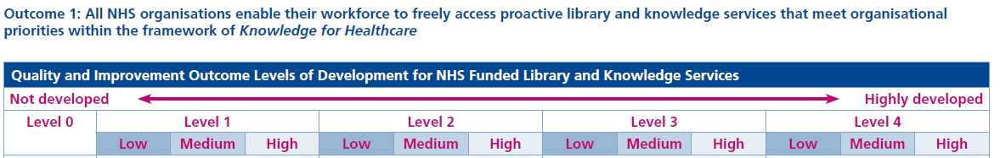 Outcome 1: All NHS organisations enable their workforce to freely access proactive library and knowledge services that meet organisational
priorities within the framework of Knowledge for Healthcare
Quality and Improvement Outcome Levels of Development for NHS Funded Library and Knowledge Services
Not developed Highly developed
Level 0 Level 1 Level 2 Level 3 Level 4
Low Medium High Low Medium High Low Medium High Low Medium High